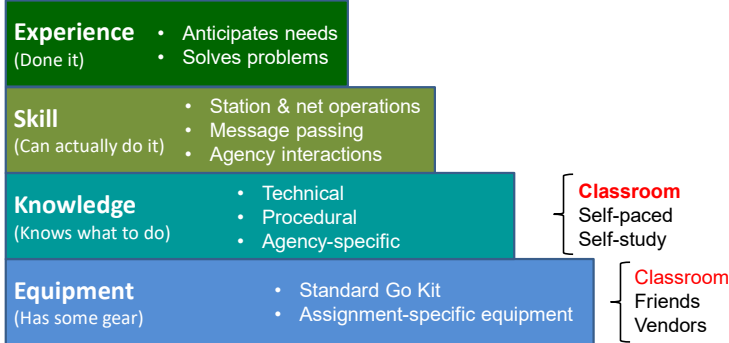 Experience
(Done it)
• Anticipates needs
• Solves problems
Skill
(Can actually do it)
• Station & net operations
• Message passing
• Agency interactions
Knowledge
(Knows what to do)
• Technical
• Procedural
• Agency-specific
Classroom
Self-paced
Self-study
Equipment
(Has some gear)
• Standard Go Kit
• Assignment-specific equipment
Classroom
Friends
Vendors